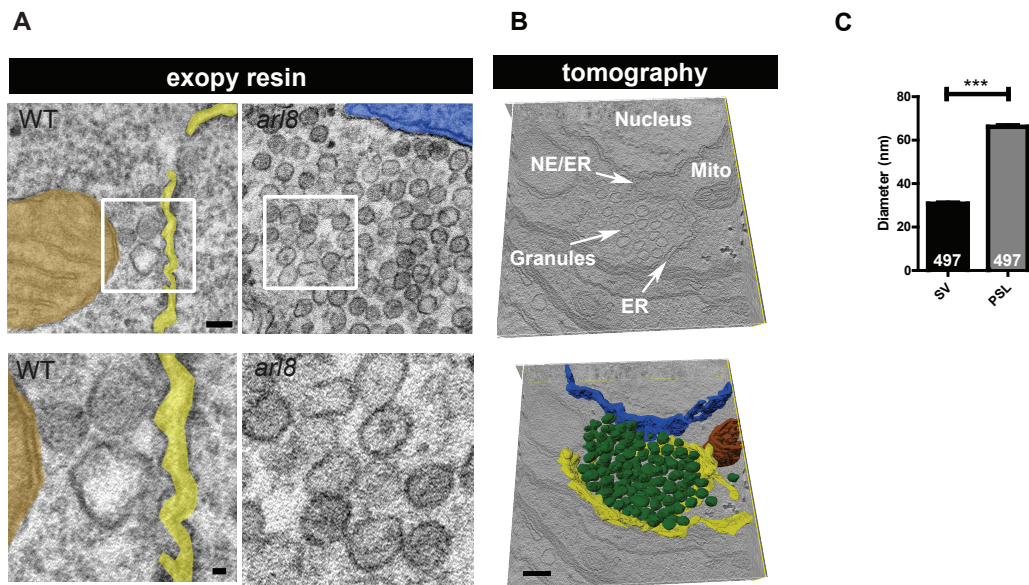 A
B
C
exopy resin
tomography
WT
arl8
WT
arl8
Nucleus
NE/ER
Mito
Granules
ER
***
Diameter (nm)
80
60
40
20
0
497
497
SV
PSL